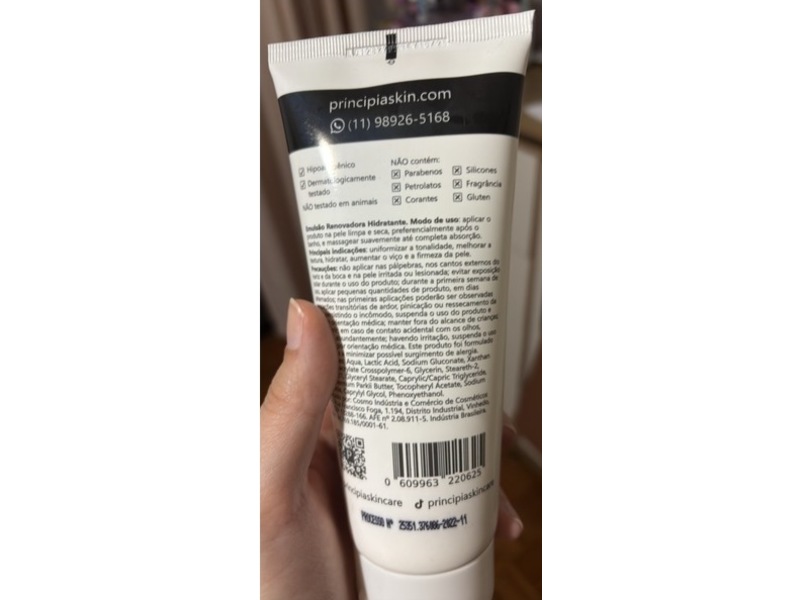 principiaskin.com
(11) 98926-5168
Dermatologicamente
testado
NÃO testado em animais
NÃO contém:
Parabenos
Petrolatos
Corantes
Silicones
Fragrância
Gluten
Emulsão Renovadora Hidratante. Modo de uso: aplicar o
produto na pele limpa e seca, preferencialmente após o
banho, e massagear suavemente até completa absorção.
Principais indicações: uniformizar a tonalidade, melhorar a
textura, hidratar, aumentar o viço e a firmeza da pele.
Precauções: não aplicar nas pálpebras, nos cantos externos do
e da boca e na pele irritada ou lesionada; evitar exposição
durante o uso do produto; durante a primeira semana de
aplicar pequenas quantidades de produto, em dias
nas primeiras aplicações poderão ser observadas
transitórias de ardor, pinicação ou ressecamento da
o incômodo, suspenda o uso do produto e
médica; manter fora do alcance de crianças
em caso de contato acidental com os olhos,
havendo irritação, suspenda o uso
orientação médica. Este produto foi formulado
minimizar possível surgimento de alergia.
Aqua, Lactic Acid, Sodium Gluconate, Xanthan
Crosspolymer-6, Glycerin, Steareth-2,
Glyceryl Stearate, Caprylic/Capric Triglyceride,
Parkii Butter, Tocopheryl Acetate, Sodium
Caprylyl Glycol, Phenoxyethanol.
Cosmo Indústria e Comércio de Cosméticos
Foga, 1.194, Distrito Industrial, Vinhedo
AFE nº 2.08.911-5. Indústria Brasileira.
0 609963 220625
principiaskincare
principiaskincare
PROCESSO Nº 25351.376006-2022-11